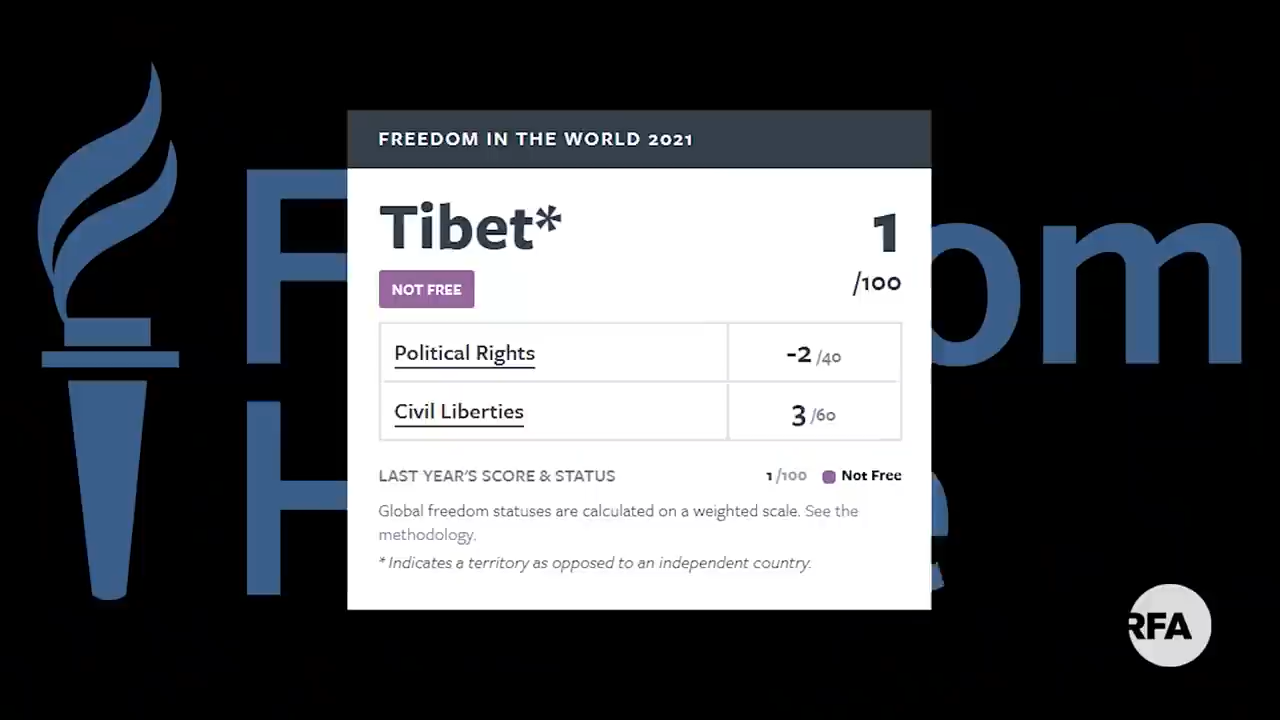 FREEDOM IN THE WORLD 2021
Tibet*
1
/100
NOT FREE
Political Rights
-2 /40
Civil Liberties
3 /60
LAST YEAR'S SCORE & STATUS 1 /100 Not Free
Global freedom statuses are calculated on a weighted scale. See the
methodology.
* Indicates a territory as opposed to an independent country.
RFA